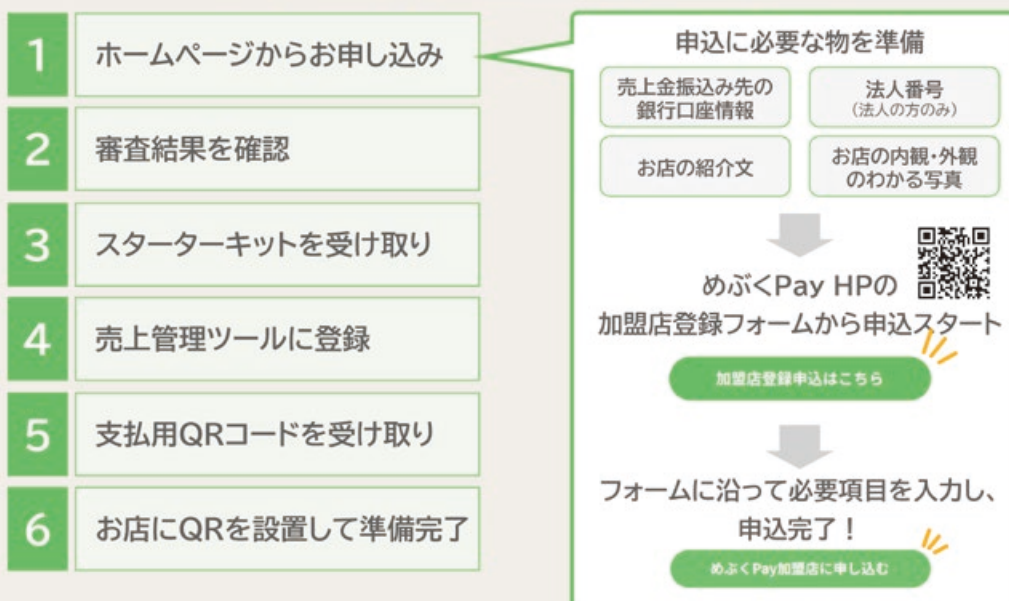 1
ホームページからお申し込み
2
審査結果を確認
3
スターターキットを受け取り
4
売上管理ツールに登録
5
支払用QRコードを受け取り
6
お店にQRを設置して準備完了
申込に必要な物を準備
売上金振込み先の
銀行口座情報
法人番号
(法人の方のみ)
お店の紹介文
お店の内観・外観
のわかる写真
めぶくPay HPの
加盟店登録フォームから申込スタート
加盟店登録申込はこちら
フォームに沿って必要項目を入力し、
申込完了！
めぶくPay加盟店に申し込む